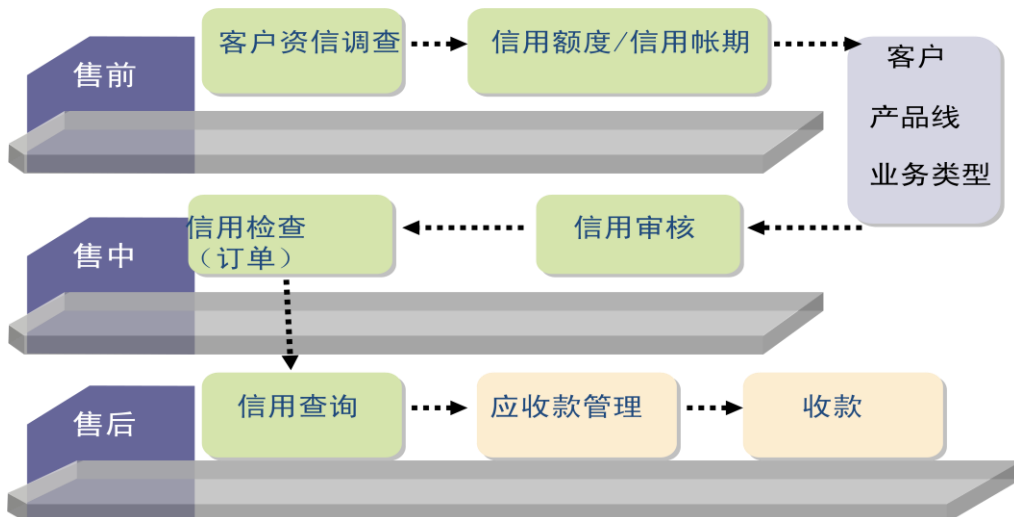 售前
客户资信调查
信用额度/信用帐期
客户
产品线
业务类型
售中
信用检查
（订单）
信用审核
售后
信用查询
应收款管理
收款